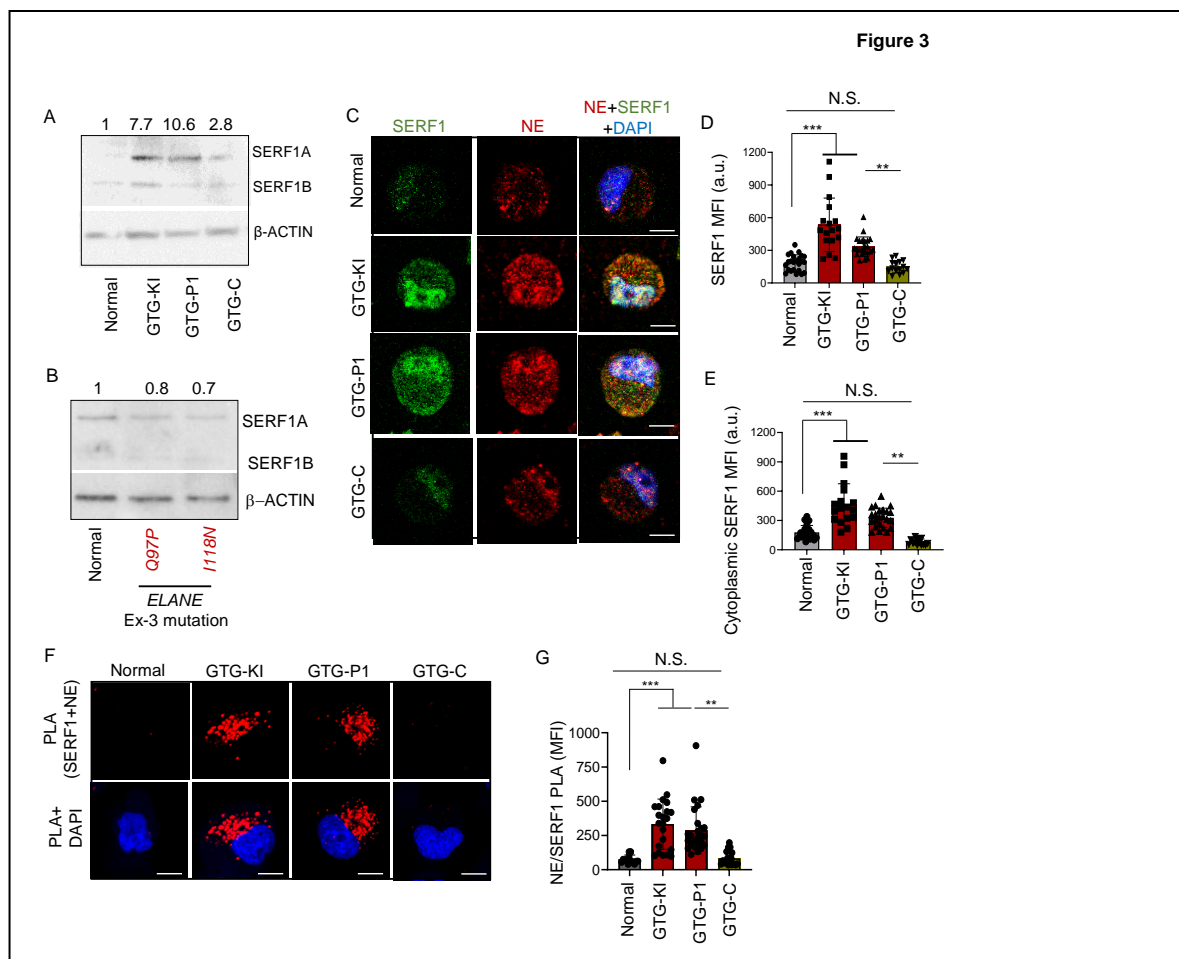 Figure 3
A
1 7.7 10.6 2.8
SERF1A
SERF1B
β-ACTIN
Normal
GTG-KI
GTG-P1
GTG-C
B
1 0.8 0.7
SERF1A
SERF1B
β–ACTIN
Normal
Q97P
I118N
ELANE
Ex-3 mutation
C
SERF1
NE
NE+SERF1
+DAPI
Normal
GTG-KI
GTG-P1
GTG-C
D
N.S.
***
**
SERF1 MFI (a.u.)
1200
900
600
300
0
Normal
GTG-KI
GTG-P1
GTG-C
E
N.S.
***
**
Cytoplasmic SERF1 MFI (a.u.)
1200
900
600
300
0
Normal
GTG-KI
GTG-P1
GTG-C
F
Normal GTG-KI GTG-P1 GTG-C
PLA
(SERF1+NE)
PLA+
DAPI
G
N.S.
***
**
NE/SERF1 PLA (MFI)
1000
750
500
250
0
Normal
GTG-KI
GTG-P1
GTG-C